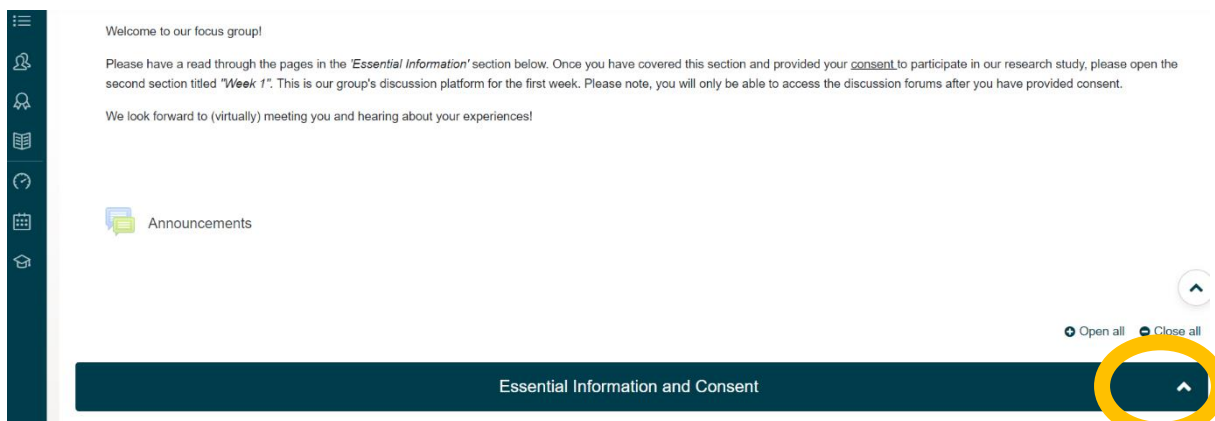 Welcome to our focus group!
Please have a read through the pages in the 'Essential Information' section below. Once you have covered this section and provided your consent to participate in our research study, please open the
second section titled "Week 1". This is our group's discussion platform for the first week. Please note, you will only be able to access the discussion forums after you have provided consent.
We look forward to (virtually) meeting you and hearing about your experiences!
Announcements
Open all Close all
Essential Information and Consent